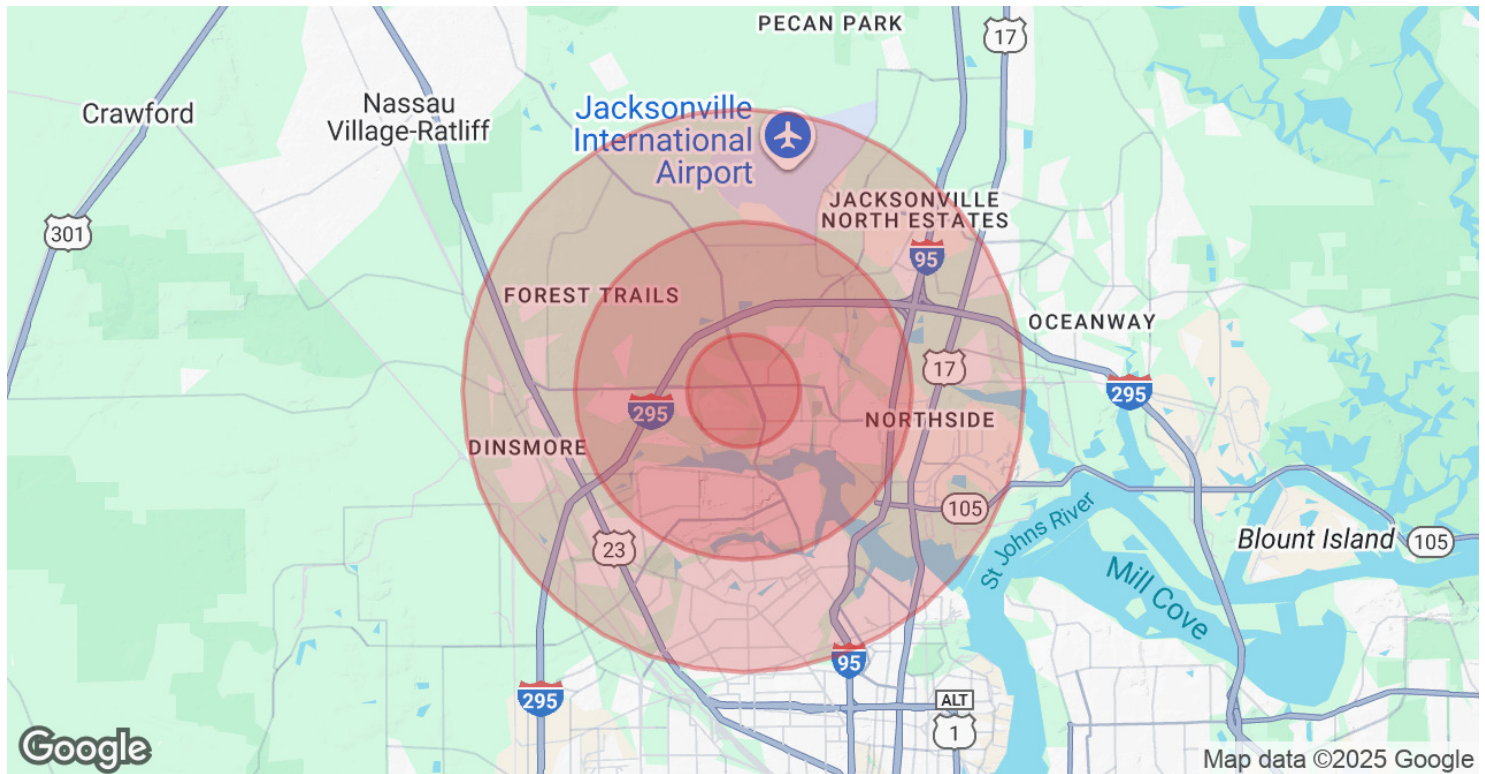 PECAN PARK
17
Crawford
Nassau
Village-Ratliff
Jacksonville
International
Airport
JACKSONVILLE
NORTH ESTATES
301
95
FOREST TRAILS
OCEANWAY
17
295
295
NORTHSIDE
DINSMORE
105
St Johns River
23
Blount Island
105
Mill Cove
95
295
ALT
1
Google
Map data ©2025 Google